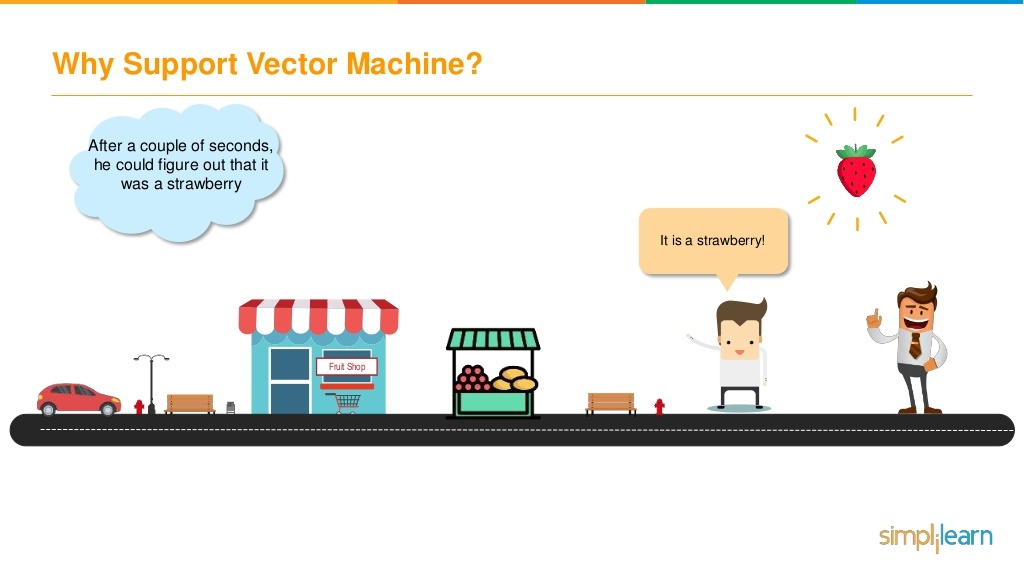 Why Support Vector Machine?
After a couple of seconds,
he could figure out that it
was a strawberry
It is a strawberry!
Fruit Shop
simplilearn